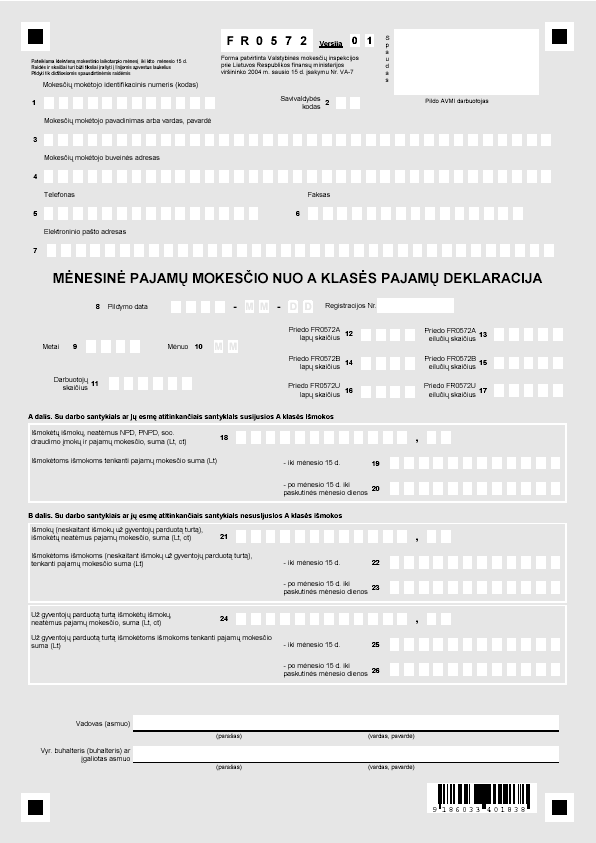 FR0572 Versija 01
Spaudas
Pateikiama kiekvieną mokestinio laikotarpio mėnesį, iki kito mėnesio 15 d.
Raidės ir skaičiai turi būti tiksliai įrašyti į linijomis apvestus laukelius
Pildyti tik didžiosiomis spausdintinėmis raidėmis
Forma patvirtinta Valstybinės mokesčių inspekcijos
prie Lietuvos Respublikos finansų ministerijos
viršininko 2004 m. sausio 15 d. įsakymu Nr. VA-7
Mokesčių mokėtojo identifikacinis numeris (kodas)
1
Savivaldybės
kodas 2
Pildo AVMI darbuotojas
Mokesčių mokėtojo pavadinimas arba vardas, pavardė
3
Mokesčių mokėtojo buveinės adresas
4
Telefonas
Faksas
5
6
Elektroninio pašto adresas
7
MĖNESINĖ PAJAMŲ MOKESČIO NUO A KLASĖS PAJAMŲ DEKLARACIJA
8 Pildymo data - MM - DD Registracijos Nr.
Metai 9 Mėnuo 10 MM
Priedo FR0572A
lapų skaičius 12
Priedo FR0572A
eilučių skaičius 13
Priedo FR0572B
lapų skaičius 14
Priedo FR0572B
eilučių skaičius 15
Darbuotojų
skaičius 11
Priedo FR0572U
lapų skaičius 16
Priedo FR0572U
eilučių skaičius 17
A dalis. Su darbo santykiais ar jų esmę atitinkančiais santykiais susijusios A klasės išmokos
Išmokėtų išmokų, neatėmus NPD, PNPD, soc.
draudimo įmokų ir pajamų mokesčio, suma (Lt, ct)
18 ,
Išmokėtoms išmokoms tenkanti pajamų mokesčio suma (Lt)
- iki mėnesio 15 d. 19
- po mėnesio 15 d. iki
paskutinės mėnesio dienos 20
B dalis. Su darbo santykiais ar jų esmę atitinkančiais santykiais nesusijusios A klasės išmokos
Išmokų (neskaitant išmokų už gyventojų parduotą turtą),
išmokėtų neatėmus pajamų mokesčio, suma (Lt, ct)
21 ,
Išmokėtoms išmokoms (neskaitant išmokų už gyventojų parduotą turtą),
tenkanti pajamų mokesčio suma (Lt)
- iki mėnesio 15 d. 22
- po mėnesio 15 d. iki
paskutinės mėnesio dienos 23
Už gyventojų parduotą turtą išmokėtų išmokų,
neatėmus pajamų mokesčio, suma (Lt, ct)
24 ,
Už gyventojų parduotą turtą išmokėtoms išmokoms tenkanti pajamų mokesčio
suma (Lt)
- iki mėnesio 15 d. 25
- po mėnesio 15 d. iki
paskutinės mėnesio dienos 26
Vadovas (asmuo)
(parašas) (vardas, pavardė)
Vyr. buhalteris (buhalteris) ar
įgaliotas asmuo
(parašas) (vardas, pavardė)
9186033401838